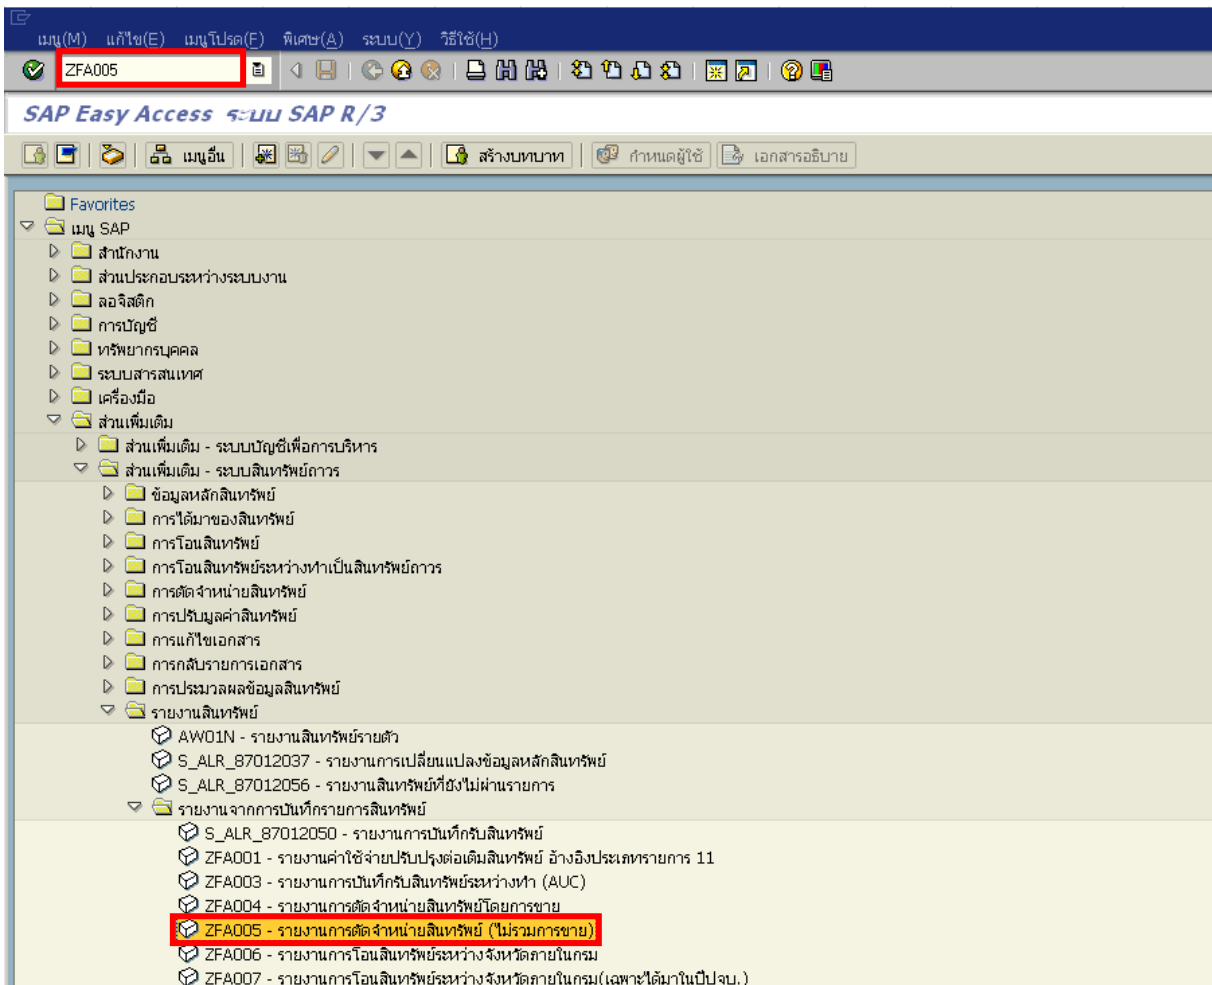 เมนู(M) แก้ไข(E) เมนูโปรด(F) พิเศษ(A) ระบบ(Y) วิธีใช้(H)
ZFA005
SAP Easy Access ระบบ SAP R/3
เมนูอื่น สร้างบทบาท กำหนดผู้ใช้ เอกสารอธิบาย
Favorites
เมนู SAP
สำนักงาน
ส่วนประกอบระหว่างระบบงาน
ลอจิสติก
การบัญชี
ทรัพยากรบุคคล
ระบบสารสนเทศ
เครื่องมือ
ส่วนเพิ่มเติม
ส่วนเพิ่มเติม - ระบบบัญชีเพื่อการบริหาร
ส่วนเพิ่มเติม - ระบบสินทรัพย์ถาวร
ข้อมูลหลักสินทรัพย์
การได้มาของสินทรัพย์
การโอนสินทรัพย์
การโอนสินทรัพย์ระหว่างทำเป็นสินทรัพย์ถาวร
การตัดจำหน่ายสินทรัพย์
การปรับมูลค่าสินทรัพย์
การแก้ไขเอกสาร
การกลับรายการเอกสาร
การประมวลผลข้อมูลสินทรัพย์
รายงานสินทรัพย์
AW01N - รายงานสินทรัพย์รายตัว
S_ALR_87012037 - รายงานการเปลี่ยนแปลงข้อมูลหลักสินทรัพย์
S_ALR_87012056 - รายงานสินทรัพย์ที่ยังไม่ผ่านรายการ
รายงานจากการบันทึกรายการสินทรัพย์
S_ALR_87012050 - รายงานการบันทึกรับสินทรัพย์
ZFA001 - รายงานค่าใช้จ่ายปรับปรุงต่อเติมสินทรัพย์ อ้างอิงประเภทรายการ 11
ZFA003 - รายงานการบันทึกรับสินทรัพย์ระหว่างทำ (AUC)
ZFA004 - รายงานการตัดจำหน่ายสินทรัพย์โดยการขาย
ZFA005 - รายงานการตัดจำหน่ายสินทรัพย์ (ไม่รวมการขาย)
ZFA006 - รายงานการโอนสินทรัพย์ระหว่างจังหวัดภายในกรม
ZFA007 - รายงานการโอนสินทรัพย์ระหว่างจังหวัดภายในกรม(เฉพาะได้มาในปีปจบ.)